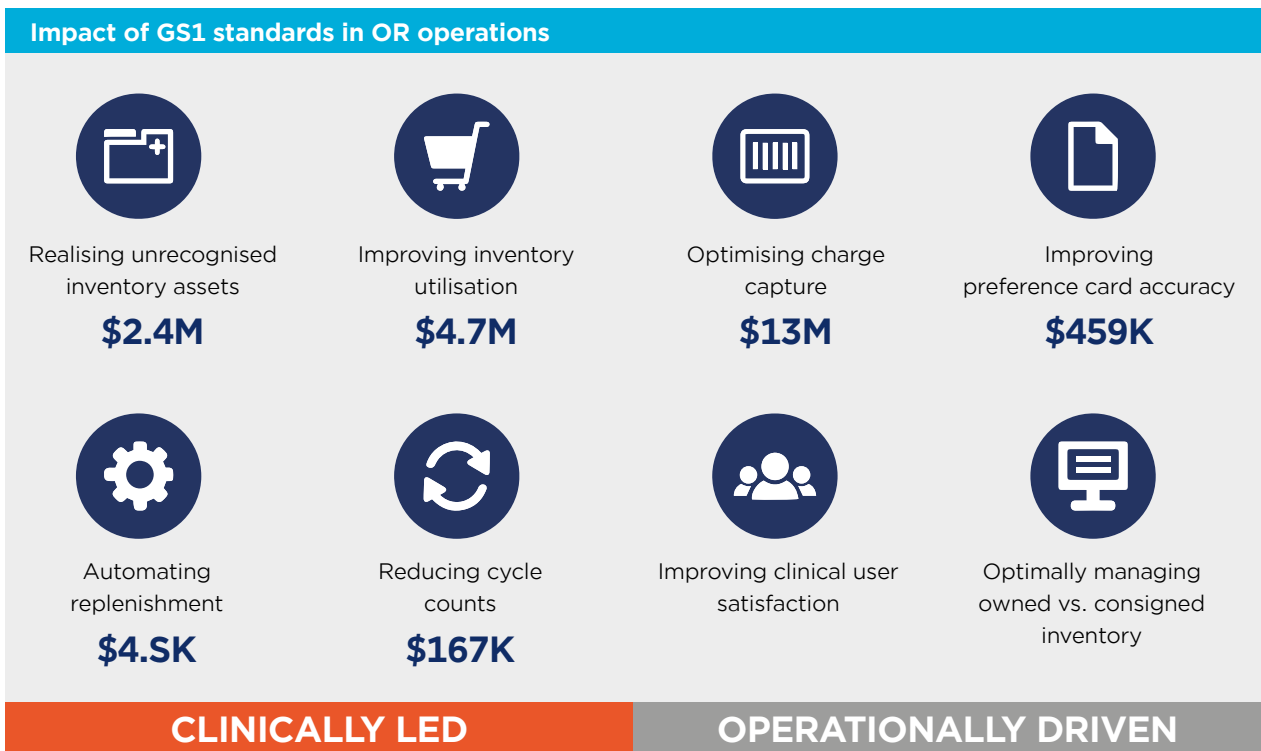 Impact of GS1 standards in OR operations
Realising unrecognised
inventory assets
$2.4M
Improving inventory
utilisation
$4.7M
Optimising charge
capture
$13M
Improving
preference card accuracy
$459K
Automating
replenishment
$4.SK
Reducing cycle
counts
$167K
Improving clinical user
satisfaction
Optimally managing
owned vs. consigned
inventory
CLINICALLY LED
OPERATIONALLY DRIVEN